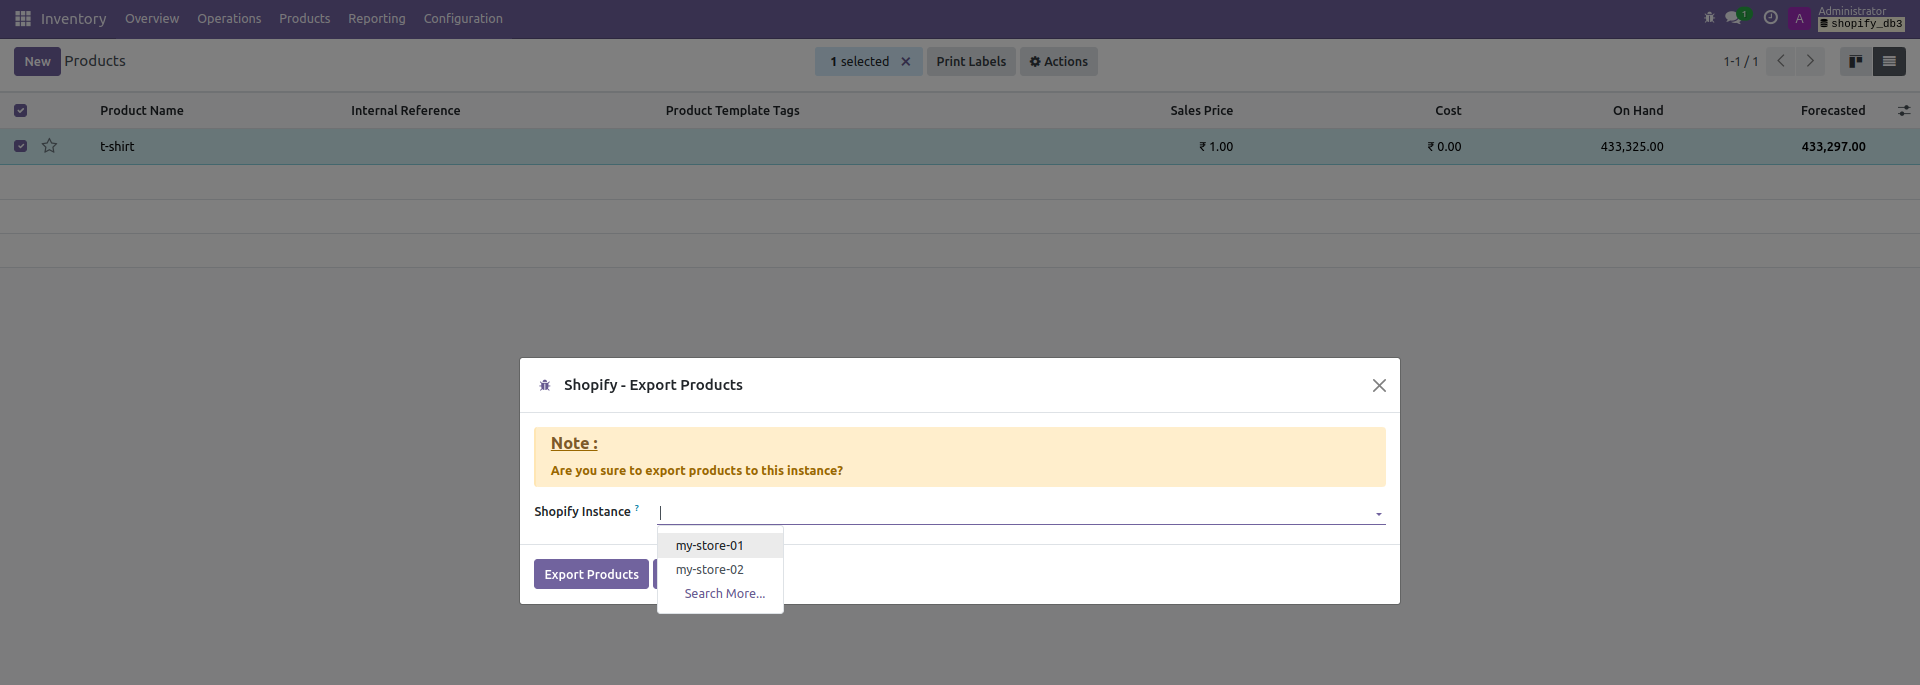 Inventory Overview Operations Products Reporting Configuration 1 A Administrator shopify_db3
New Products 1 selected Print Labels Actions 1-1 / 1
Product Name Internal Reference Product Template Tags Sales Price Cost On Hand Forecasted
t-shirt ₹ 1.00 ₹ 0.00 433,325.00 433,297.00
Shopify - Export Products
Note :
Are you sure to export products to this instance?
Shopify Instance ?
my-store-01
my-store-02
Export Products
Search More...